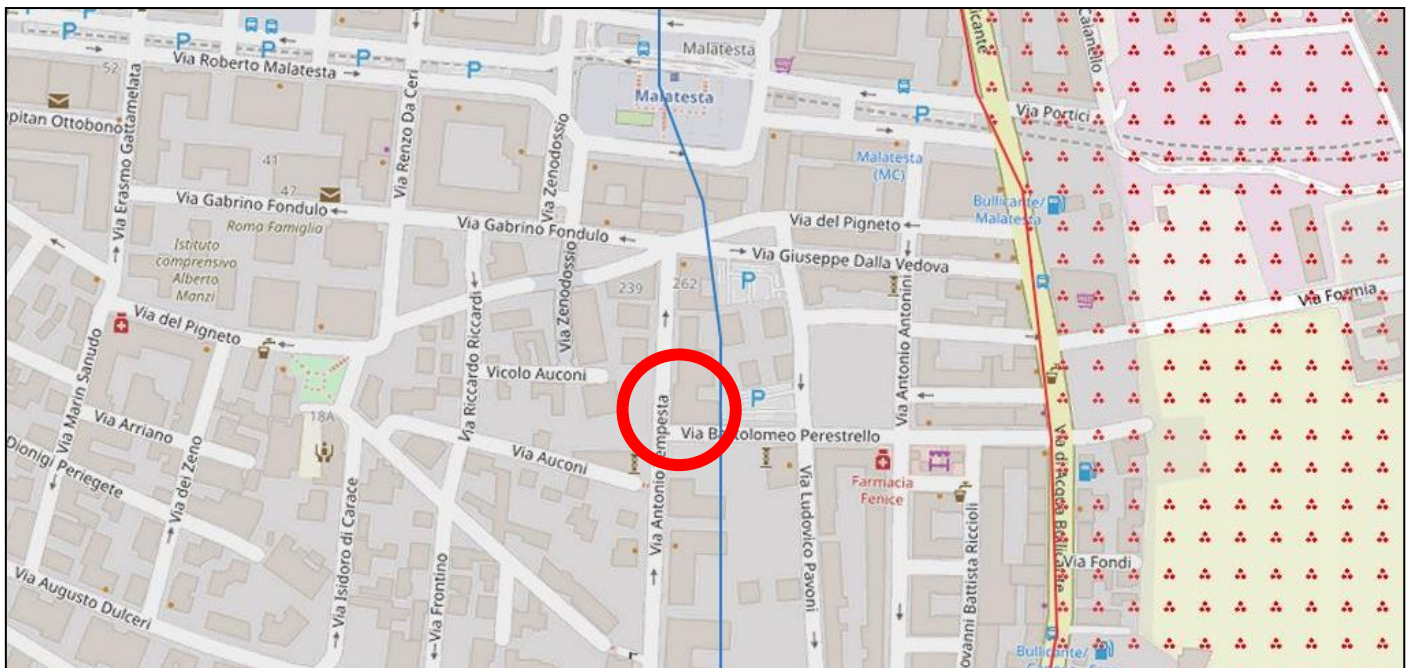 52
Via Roberto Malatesta
Malatesta
Malatesta
Via Portici
pitan Ottobono
Via Erasmo Gattamelata
41
47
Via Renzo Da Ceri
Via Zenodossio
Malatesta
(MC)
Bullicante/
Malatesta
icante
Caianello
Via Gabrino Fondulo
Roma Famiglia
Via Gabrino Fondulo
Via del Pigneto
Via Giuseppe Dalla Vedova
Istituto
comprensivo
Alberto
Manzi
239
262
Via Formia
Via del Pigneto
Via Riccardo Riccardi
Via Zenodossio
Via Antonio Antonini
Vicolo Auconi
Via Marin Sanudo
18A
Via Arriano
Via Auconi
Via Antonio Tempesta
Via Bartolomeo Perestrello
Dionigi Periegete
Via dei Zeno
Farmacia
Fenice
Via Isidoro di Carace
Via Frontino
Via Ludovico Pavoni
ovanni Battista Riccioli
Via di Acqua Bullicante
Via Fondi
Via Augusto Dulceri
Bullicante/
P
P
P
P
P
P
P